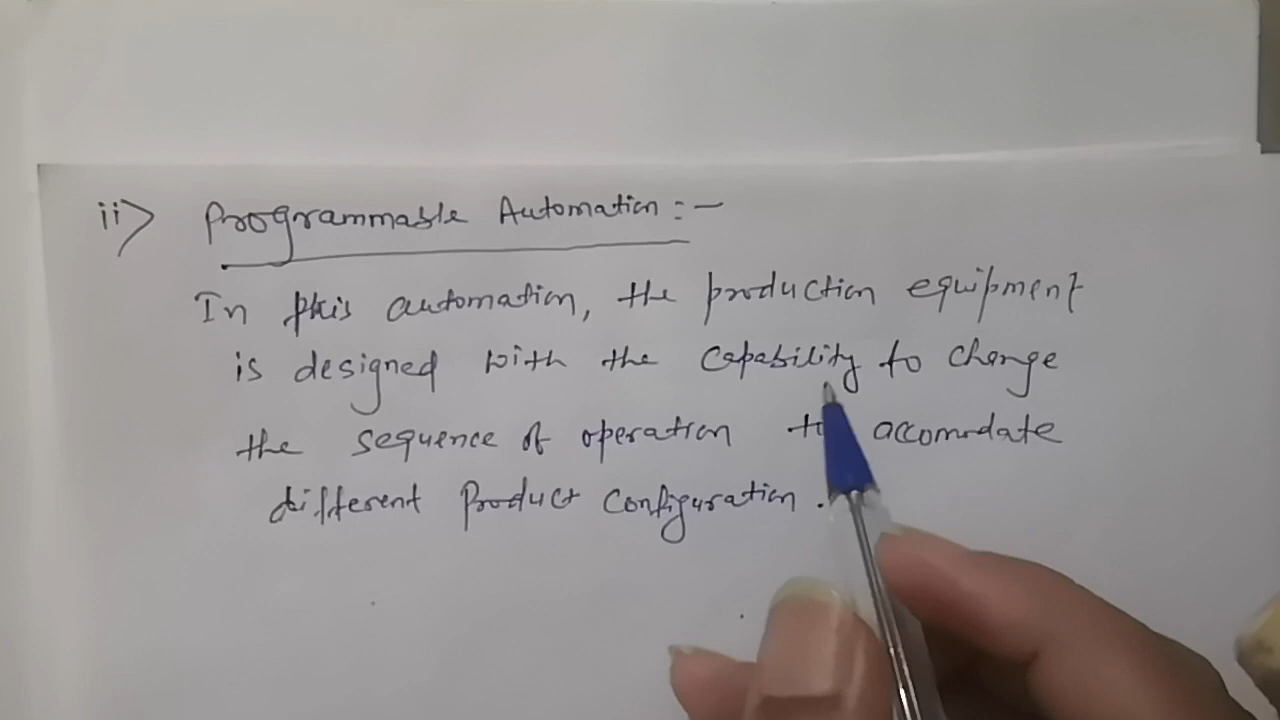 ii> Programmable Automation :-
In this automation, the production equipment
is designed with the capability to change
the sequence of operation to accomodate
different Product Configuration.